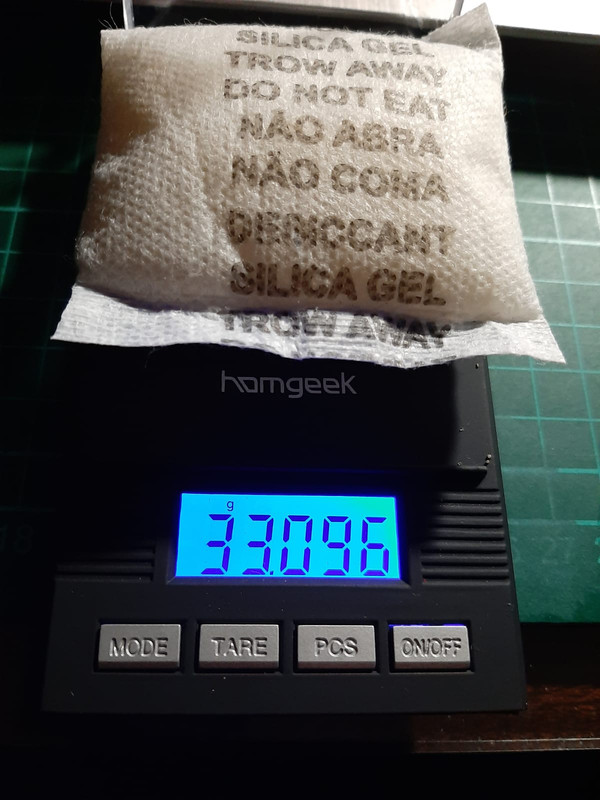 SILICA GEL
TROW AWAY
DO NOT EAT
NÃO ABRA
NÃO COMA
DENICCANT
SILICA GEL
TROW AWAY
homgeek
g
33.096
MODE TARE PCS ON/OFF